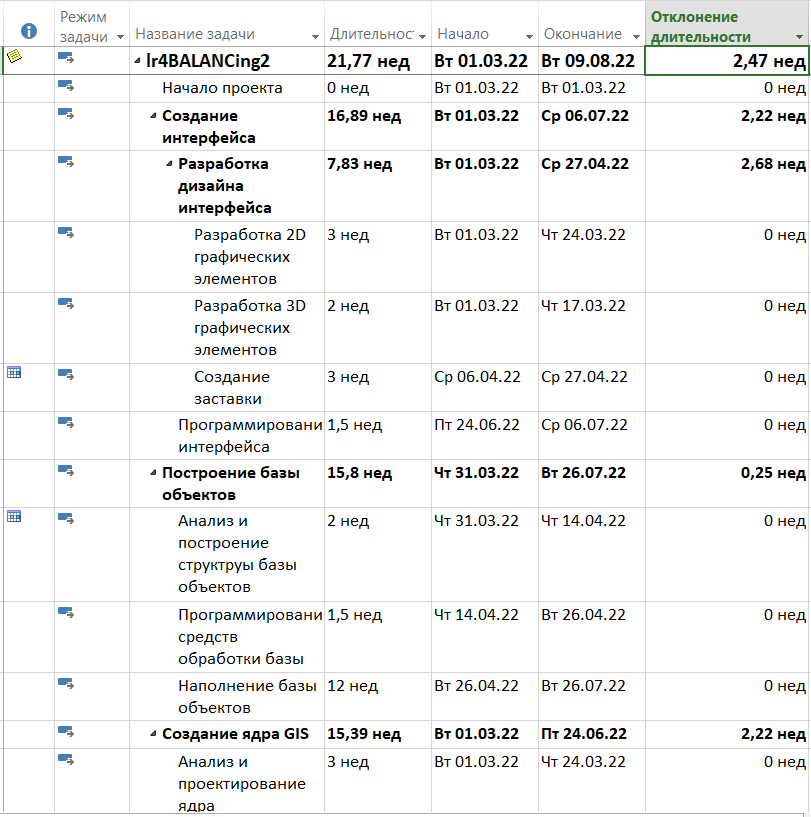 Режим задачи Название задачи Длительност Начало Окончание Отклонение длительности
lr4BALANCing2 21,77 нед Вт 01.03.22 Вт 09.08.22 2,47 нед
Начало проекта 0 нед Вт 01.03.22 Вт 01.03.22 0 нед
Создание 16,89 нед Вт 01.03.22 Ср 06.07.22 2,22 нед
интерфейса
Разработка 7,83 нед Вт 01.03.22 Ср 27.04.22 2,68 нед
дизайна
интерфейса
Разработка 2D 3 нед Вт 01.03.22 Чт 24.03.22 0 нед
графических
элементов
Разработка 3D 2 нед Вт 01.03.22 Чт 17.03.22 0 нед
графических
элементов
Создание 3 нед Ср 06.04.22 Ср 27.04.22 0 нед
заставки
Программировани 1,5 нед Пт 24.06.22 Ср 06.07.22 0 нед
интерфейса
Построение базы 15,8 нед Чт 31.03.22 Вт 26.07.22 0,25 нед
объектов
Анализ и 2 нед Чт 31.03.22 Чт 14.04.22 0 нед
построение
структруы базы
объектов
Программировани 1,5 нед Чт 14.04.22 Вт 26.04.22 0 нед
средств
обработки базы
Наполнение базы 12 нед Вт 26.04.22 Вт 26.07.22 0 нед
объектов
Создание ядра GIS 15,39 нед Вт 01.03.22 Пт 24.06.22 2,22 нед
Анализ и 3 нед Вт 01.03.22 Чт 24.03.22 0 нед
проектирование
ядра